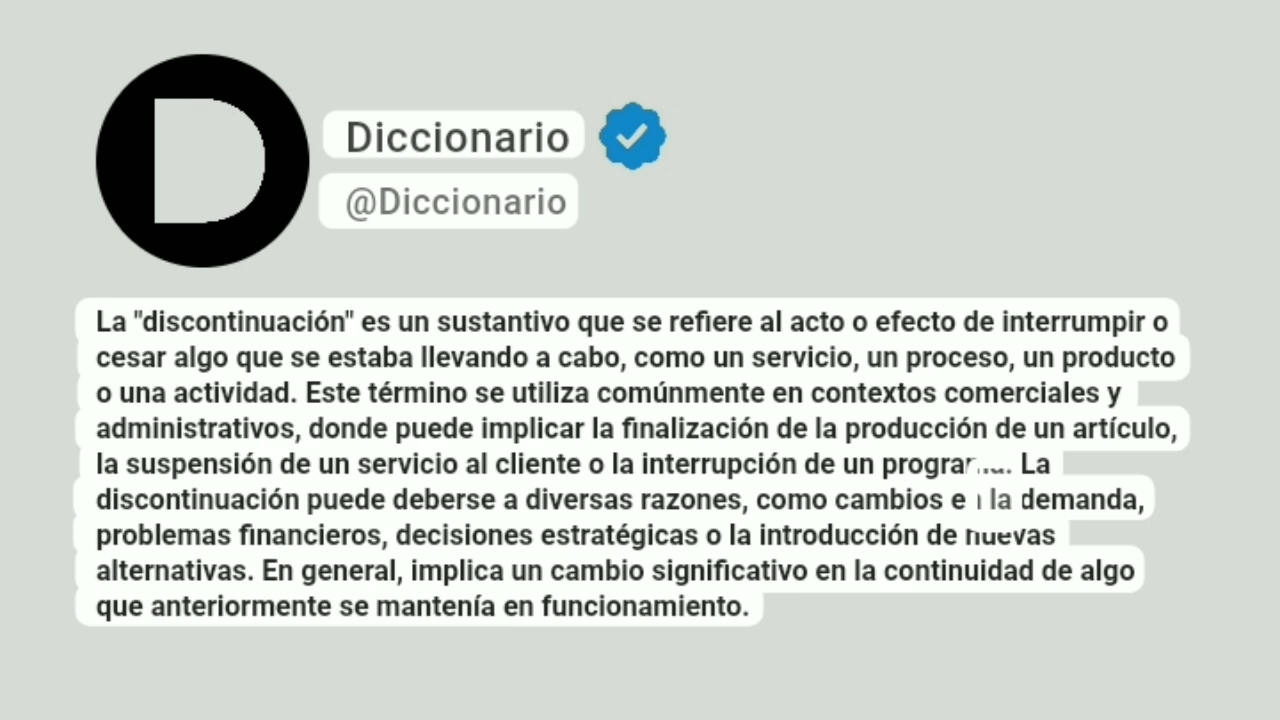 D
Diccionario
@Diccionario
La "discontinuación" es un sustantivo que se refiere al acto o efecto de interrumpir o
cesar algo que se estaba llevando a cabo, como un servicio, un proceso, un producto
o una actividad. Este término se utiliza comúnmente en contextos comerciales y
administrativos, donde puede implicar la finalización de la producción de un artículo,
la suspensión de un servicio al cliente o la interrupción de un programa. La
discontinuación puede deberse a diversas razones, como cambios en la demanda,
problemas financieros, decisiones estratégicas o la introducción de nuevas
alternativas. En general, implica un cambio significativo en la continuidad de algo
que anteriormente se mantenía en funcionamiento.